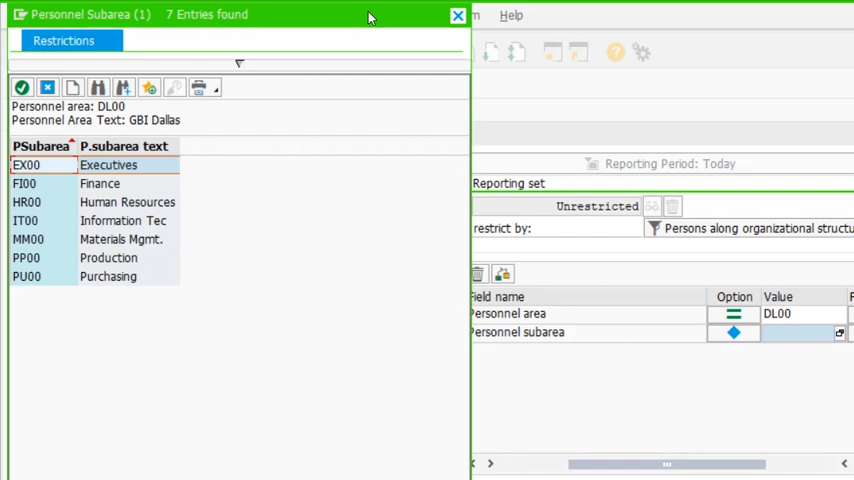 Personnel Subarea (1) 7 Entries found
Help
Restrictions
Personnel area: DL00
Personnel Area Text: GBI Dallas
PSubarea P.subarea text
EX00 Executives
FI00 Finance
HR00 Human Resources
IT00 Information Tec
MM00 Materials Mgmt.
PP00 Production
PU00 Purchasing
Reporting Period: Today
Reporting set
Unrestricted
restrict by: Persons along organizational structu
Field name Option Value
Personnel area DL00
Personnel subarea